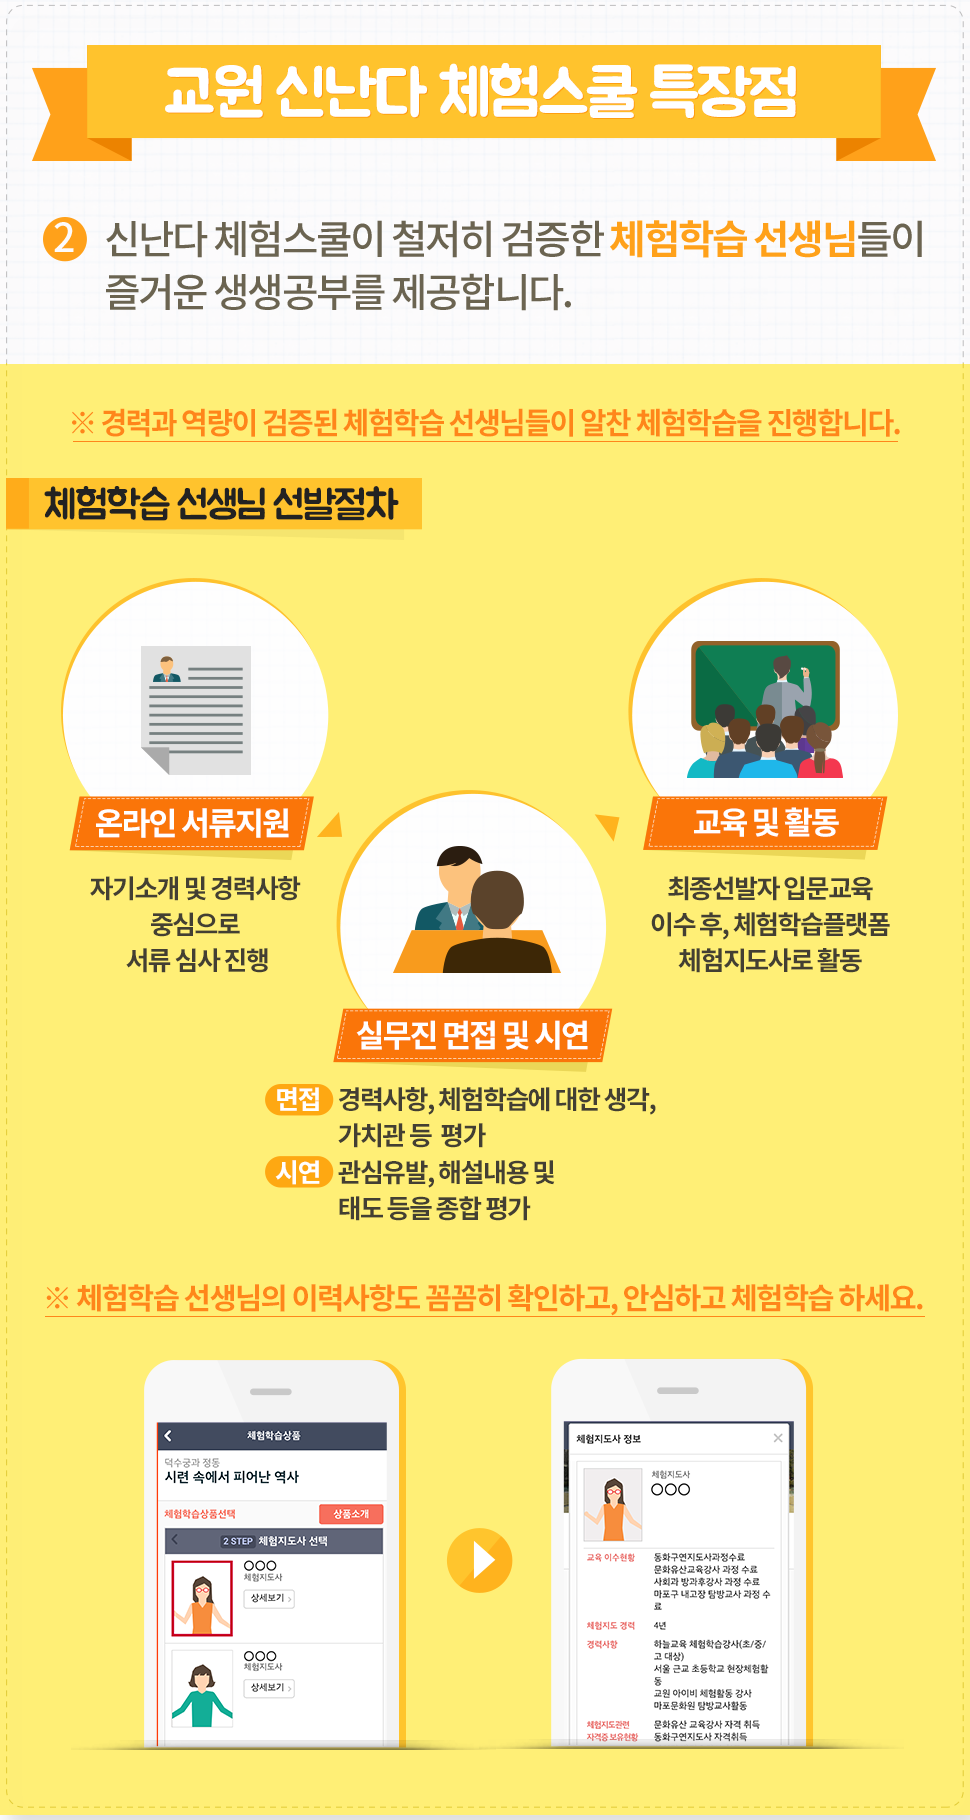 교원 신난다 체험스쿨 특장점
2 신난다 체험스쿨이 철저히 검증한 체험학습 선생님들이
즐거운 생생공부를 제공합니다.
※ 경력과 역량이 검증된 체험학습 선생님들이 알찬 체험학습을 진행합니다.
체험학습 선생님 선발절차
온라인 서류지원
자기소개 및 경력사항
중심으로
서류 심사 진행
실무진 면접 및 시연
면접 경력사항, 체험학습에 대한 생각,
가치관 등 평가
시연 관심유발, 해설내용 및
태도 등을 종합 평가
교육 및 활동
최종선발자 입문교육
이수 후, 체험학습플랫폼
체험지도사로 활동
※ 체험학습 선생님의 이력사항도 꼼꼼히 확인하고, 안심하고 체험학습 하세요.
체험학습상품
덕수궁과 정동
시련 속에서 피어난 역사
체험학습상품선택 상품소개
2 STEP 체험지도사 선택
○○○
체험지도사
상세보기
○○○
체험지도사
상세보기
체험지도사 정보
체험지도사
○○○
교육 이수현황 동화구연지도사과정수료
문화유산교육강사 과정 수료
사회과 방과후강사 과정 수료
마포구 내고장 탐방교사 과정 수
료
체험지도 경력 4년
경력사항 하늘교육 체험학습강사(초/중/
고 대상)
서울 근교 초등학교 현장체험활
동
교원 아이비 체험활동 강사
마포문화원 탐방교사활동
체험지도관련 문화유산 교육강사 자격 취득
자격증 보유현황 동화구연지도사 자격취득